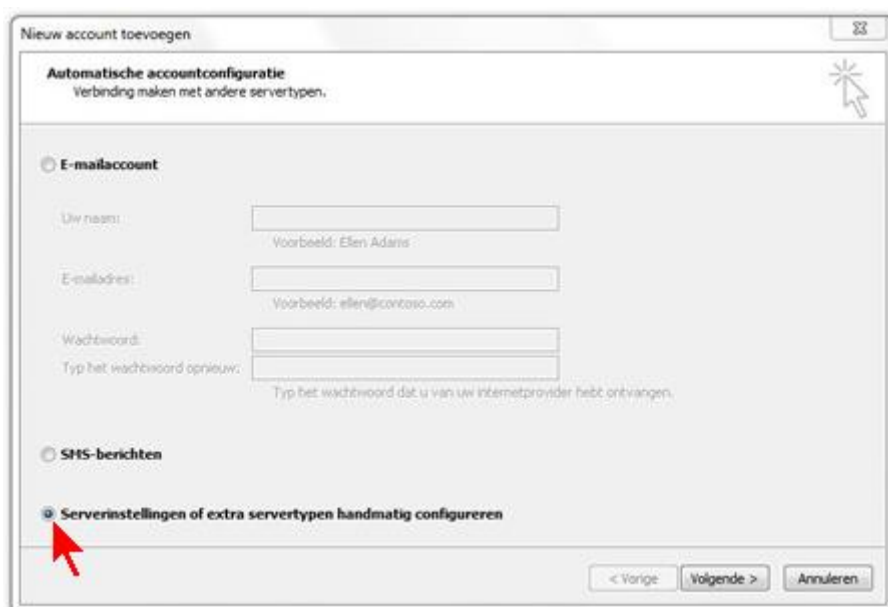 Nieuw account toevoegen
Automatische accountconfiguratie
Verbinding maken met andere servertypen.
E-mailaccount
Uw naam:
Voorbeeld: Ellen Adams
E-mailadres:
Voorbeeld: ellen@contoso.com
Wachtwoord:
Typ het wachtwoord opnieuw:
Typ het wachtwoord dat u van uw internetprovider hebt ontvangen.
SMS-berichten
Serverinstellingen of extra servertypen handmatig configureren
< Vorige Volgende > Annuleren